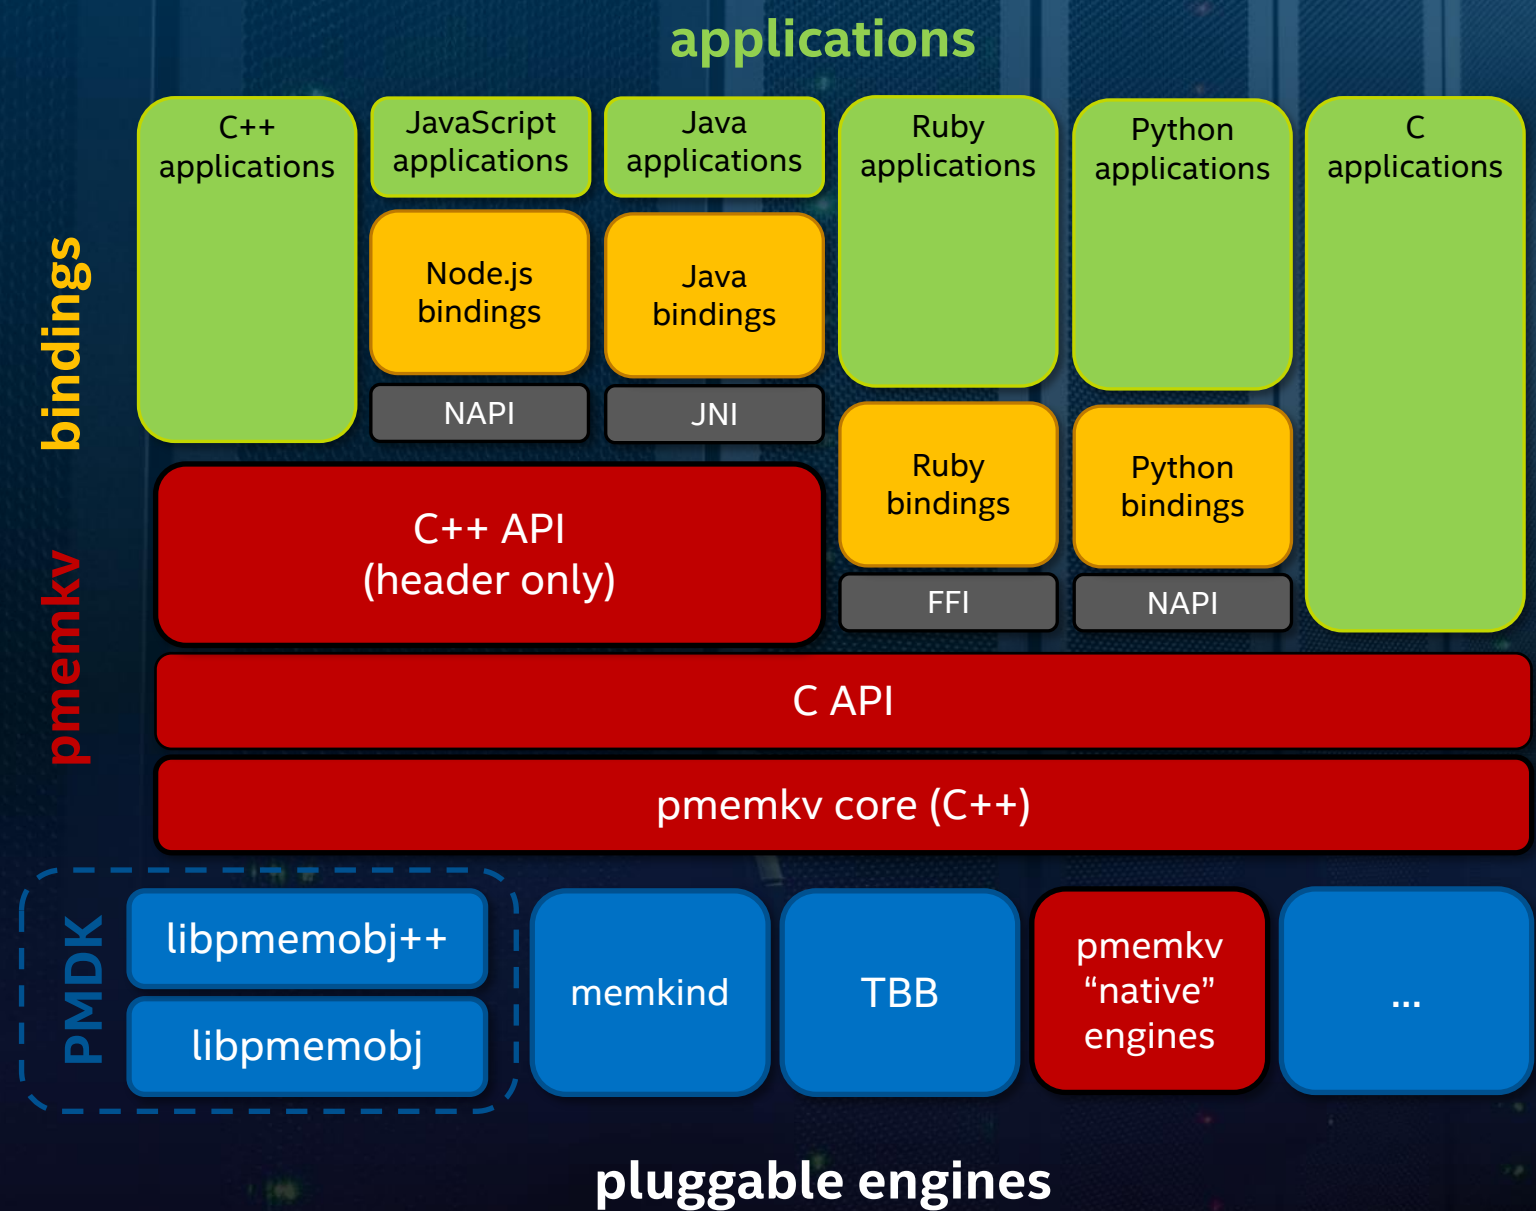 applications
C++
applications
JavaScript
applications
Java
applications
Ruby
applications
Python
applications
C
applications
bindings
Node.js
bindings
Java
bindings
NAPI
JNI
Ruby
bindings
Python
bindings
FFI
NAPI
pmemkv
C++ API
(header only)
C API
pmemkv core (C++)
PMDK
libpmemobj++
libpmemobj
memkind
TBB
pmemkv
“native”
engines
...
pluggable engines